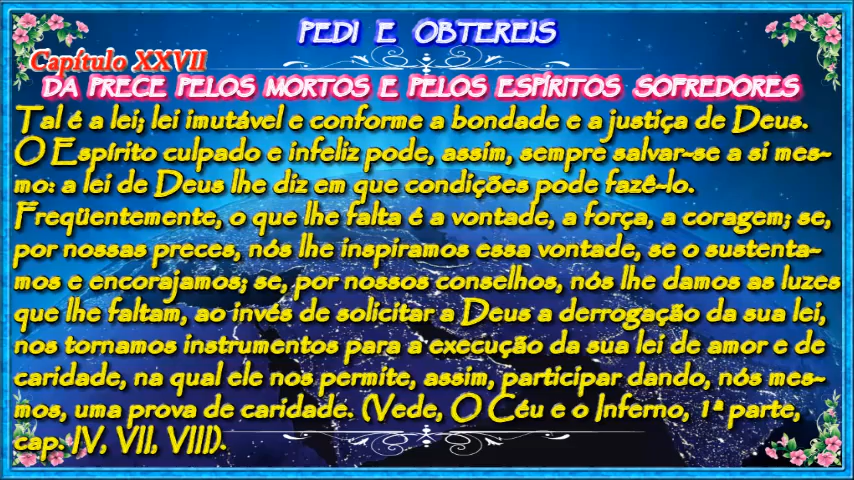 PEDI E OBTEREIS
Capítulo XXVII
DA PRECE PELOS MORTOS E PELOS ESPÍRITOS SOFREDORES
Tal é a lei; lei imutável e conforme a bondade e a justiça de Deus.
O Espírito culpado e infeliz pode, assim, sempre salvar-se a si mes-
mo: a lei de Deus lhe diz em que condições pode fazê-lo.
Freqüentemente, o que lhe falta é a vontade, a força, a coragem; se,
por nossas preces, nós lhe inspiramos essa vontade, se o sustenta-
mos e encorajamos; se, por nossos conselhos, nós lhe damos as luzes
que lhe faltam, ao invés de solicitar a Deus a derrogação da sua lei,
nos tornamos instrumentos para a execução da sua lei de amor e de
caridade, na qual ele nos permite, assim, participar dando, nós mes-
mos, uma prova de caridade. (Vede, O Céu e o Inferno, 1ª parte,
cap. IV, VII, VIII).